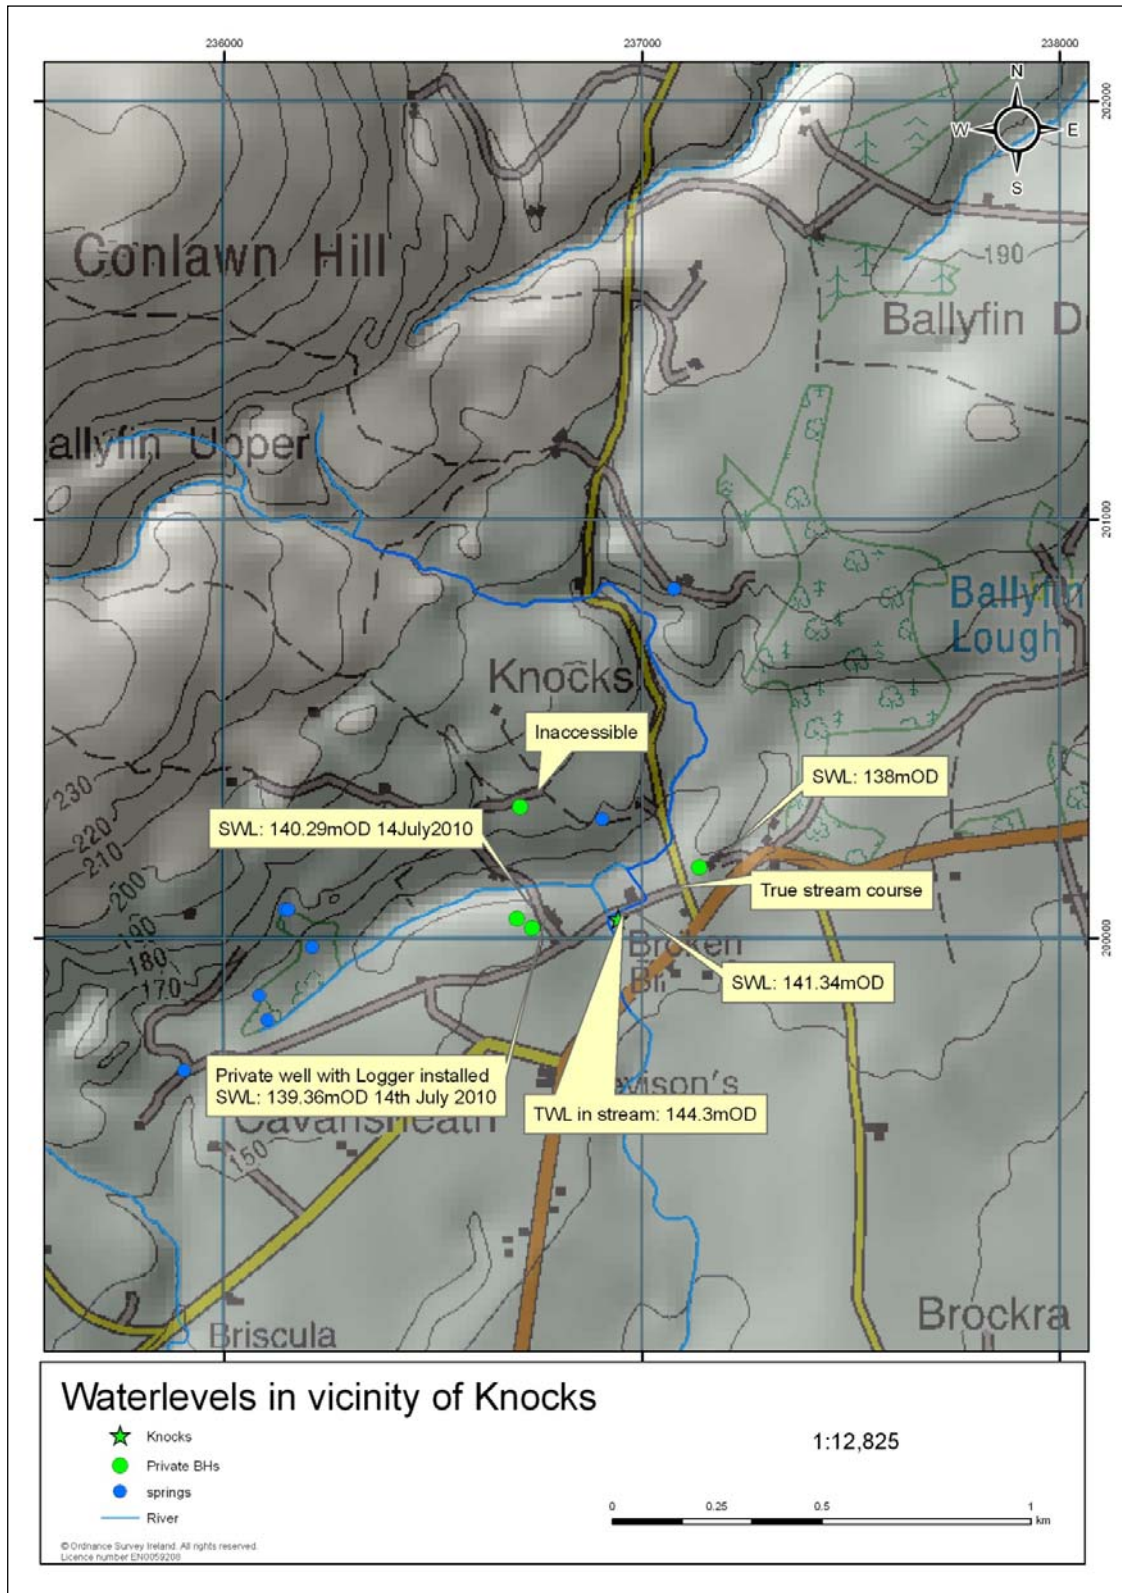 236000
237000
238000
N
W
E
S
202000
Conlawn Hill
190
Ballyfin D
allyfin Upper
201000
Ballyfin
Lough
Knocks
Inaccessible
SWL: 138mOD
230
220
210
SWL: 140.29mOD 14July2010
200
190
180
170
True stream course
200000
Broken
SWL: 141.34mOD
Private well with Logger installed
SWL: 139.36mOD 14th July 2010
evison's
TWL in stream: 144.3mOD
Cavansheath
150
Brockra
Briscula
Waterlevels in vicinity of Knocks
Knocks
Private BHs
springs
River
1:12,825
0
0.25
0.5
1
km
© Ordnance Survey Ireland. All rights reserved.
Licence number EN0059208